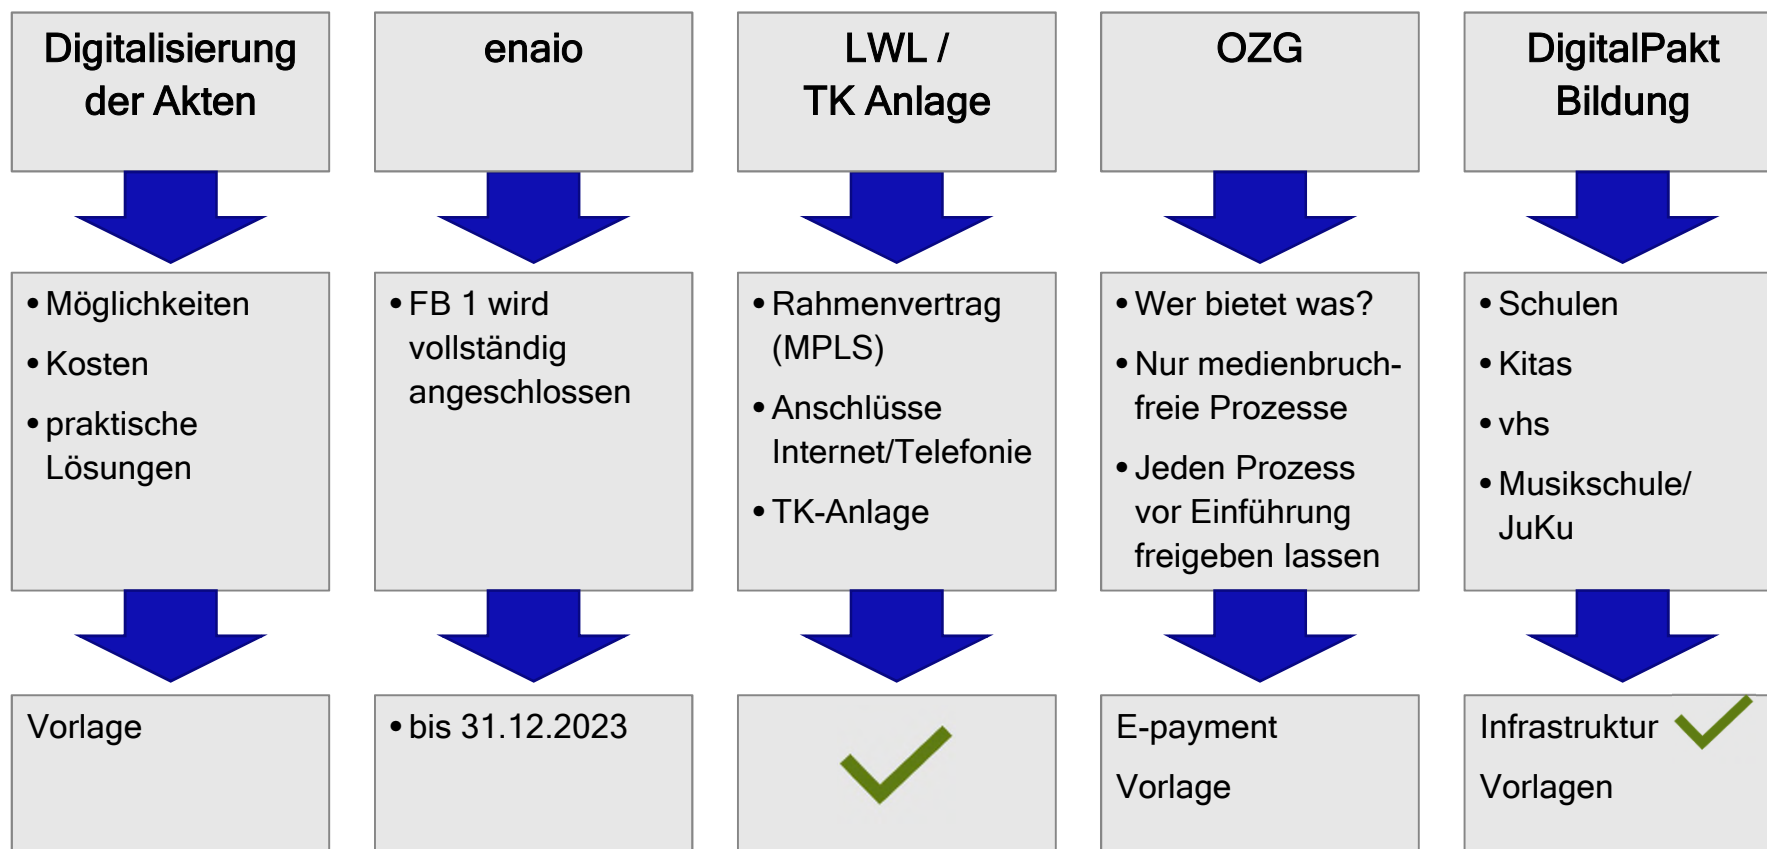 Digitalisierung
der Akten
enaio
LWL /
TK Anlage
OZG
DigitalPakt
Bildung
• Möglichkeiten
• Kosten
• praktische
Lösungen
• FB 1 wird
vollständig
angeschlossen
• Rahmenvertrag
(MPLS)
• Anschlüsse
Internet/Telefonie
• TK-Anlage
• Wer bietet was?
• Nur medienbruch-
freie Prozesse
• Jeden Prozess
vor Einführung
freigeben lassen
• Schulen
• Kitas
• vhs
• Musikschule/
JuKu
Vorlage
• bis 31.12.2023
E-payment
Vorlage
Infrastruktur
Vorlagen